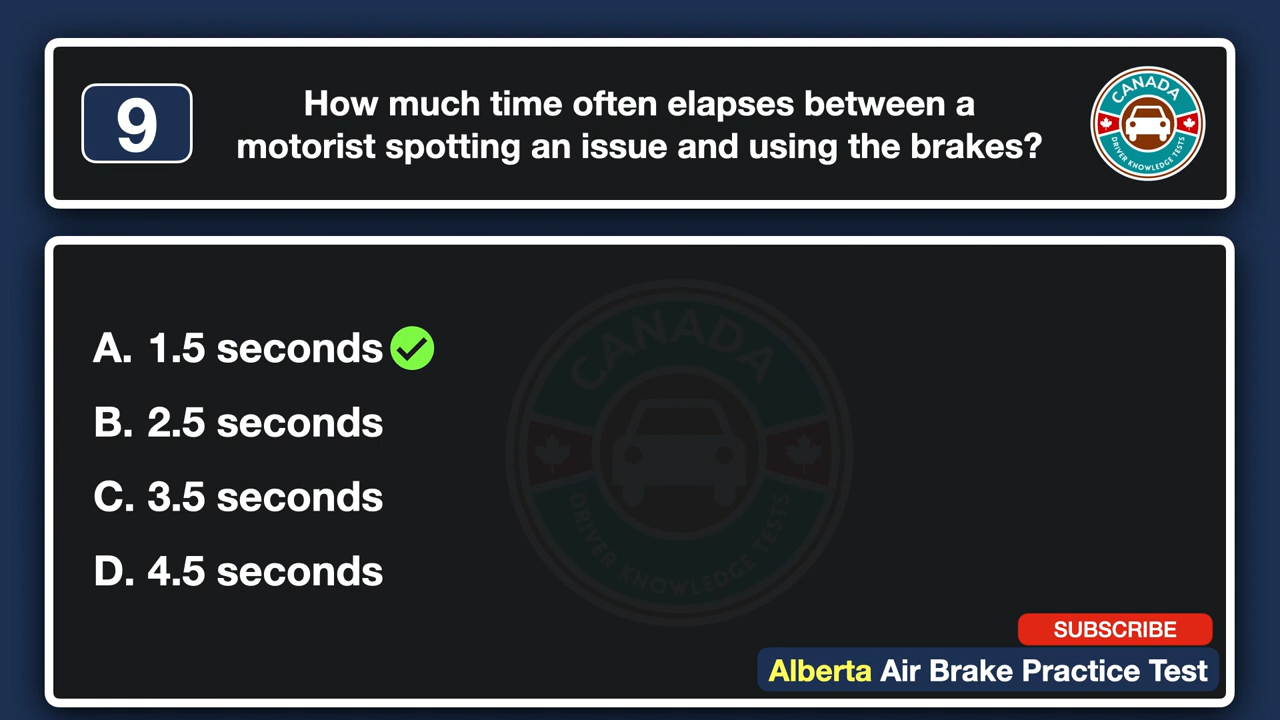 9
How much time often elapses between a
motorist spotting an issue and using the brakes?
CANADA
DRIVER KNOWLEDGE TESTS
A. 1.5 seconds
B. 2.5 seconds
C. 3.5 seconds
D. 4.5 seconds
CANADA
DRIVER KNOWLEDGE TESTS
SUBSCRIBE
Alberta Air Brake Practice Test